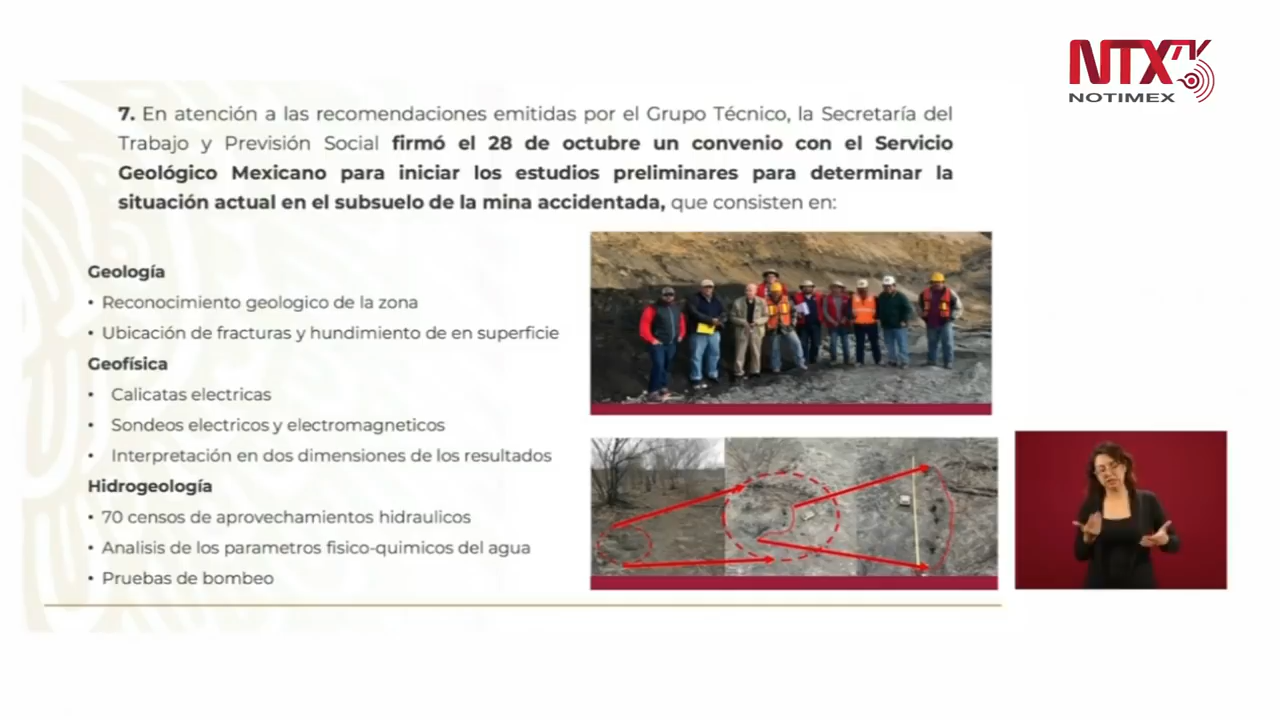 NTX TV
NOTIMEX
7. En atención a las recomendaciones emitidas por el Grupo Técnico, la Secretaría del
Trabajo y Previsión Social firmó el 28 de octubre un convenio con el Servicio
Geológico Mexicano para iniciar los estudios preliminares para determinar la
situación actual en el subsuelo de la mina accidentada, que consisten en:
Geología
• Reconocimiento geologico de la zona
• Ubicación de fracturas y hundimiento de en superficie
Geofísica
• Calicatas electricas
• Sondeos electricos y electromagneticos
• Interpretación en dos dimensiones de los resultados
Hidrogeología
• 70 censos de aprovechamientos hidraulicos
• Analisis de los parametros fisico-quimicos del agua
• Pruebas de bombeo